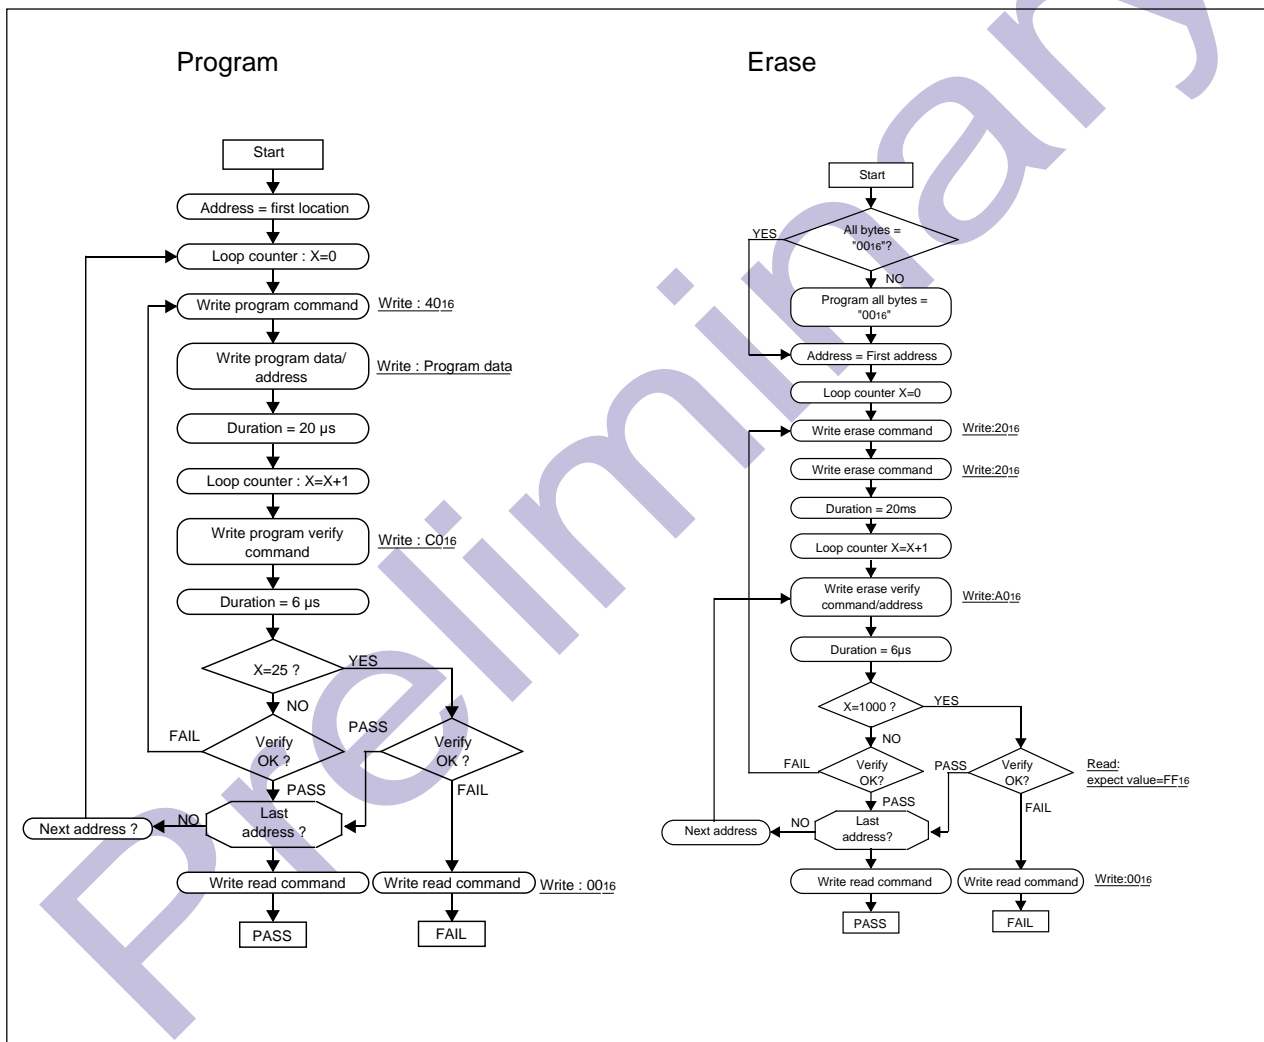 Preliminary
Program
Start
Address = first location
Loop counter : X=0
Write program command
Write : 4016
Write program data/
address
Write : Program data
Duration = 20 µs
Loop counter : X=X+1
Write program verify
command
Write : C016
Duration = 6 µs
X=25 ?
YES
NO
FAIL
Verify
OK ?
PASS
PASS
Verify
OK ?
FAIL
Last
address ?
NO
Next address ?
Write read command
Write read command
Write : 0016
PASS
FAIL
Erase
Start
YES
All bytes =
"0016"?
NO
Program all bytes =
"0016"
Address = First address
Loop counter X=0
Write erase command
Write:2016
Write erase command
Write:2016
Duration = 20ms
Loop counter X=X+1
Write erase verify
command/address
Write:A016
Duration = 6µs
X=1000 ?
YES
NO
FAIL
Verify
OK?
PASS
PASS
Verify
OK?
FAIL
Read:
expect value=FF16
Last
address?
NO
Next address
Write read command
Write read command
Write:0016
PASS
FAIL